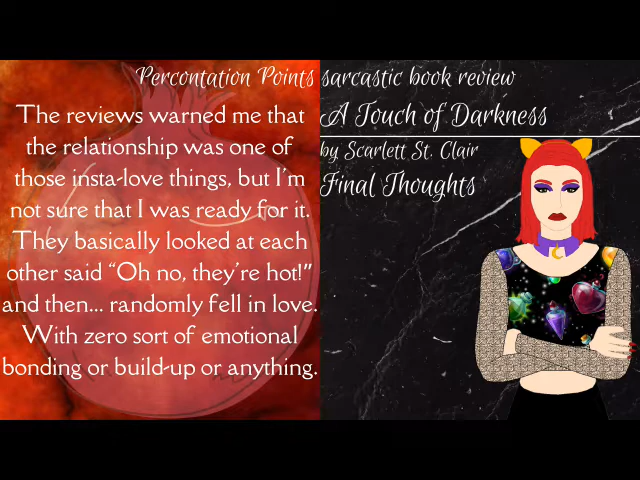 Percontation Points sarcastic book review
The reviews warned me that
the relationship was one of
those insta-love things, but I'm
not sure that I was ready for it.
They basically looked at each
other said “Oh no, they're hot!”
and then... randomly fell in love.
With zero sort of emotional
bonding or build-up or anything.
A Touch of Darkness
by Scarlett St. Clair
Final Thoughts